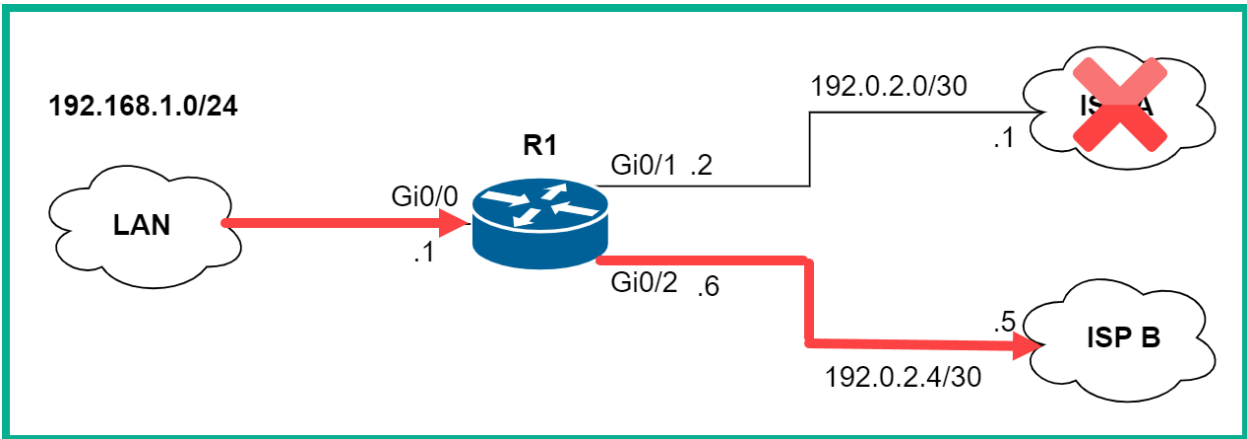 192.168.1.0/24
LAN
Gi0/0
.1
R1
Gi0/1 .2
192.0.2.0/30
.1
Gi0/2 .6
.5
ISP B
192.0.2.4/30